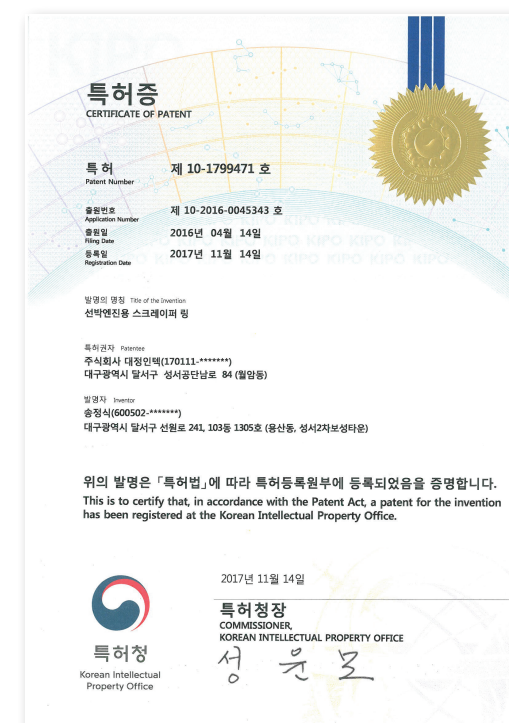 특허증
CERTIFICATE OF PATENT
특허 제 10-1799471 호
Patent Number
출원번호 제 10-2016-0045343 호
Application Number
출원일 2016년 04월 14일
Filing Date
등록일 2017년 11월 14일
Registration Date
발명의 명칭 Title of the Invention
선박엔진용 스크레이퍼 링
특허권자 Patentee
주식회사 대정인텍(170111-*******)
대구광역시 달서구 성서공단남로 84 (월암동)
발명자 Inventor
송정식(600502-*******)
대구광역시 달서구 선원로 241, 103동 1305호 (용산동, 성서2차보성타운)
위의 발명은 「특허법」에 따라 특허등록원부에 등록되었음을 증명합니다.
This is to certify that, in accordance with the Patent Act, a patent for the invention
has been registered at the Korean Intellectual Property Office.
2017년 11월 14일
특허청장
COMMISSIONER,
KOREAN INTELLECTUAL PROPERTY OFFICE
성윤모
특허청
Korean Intellectual
Property Office